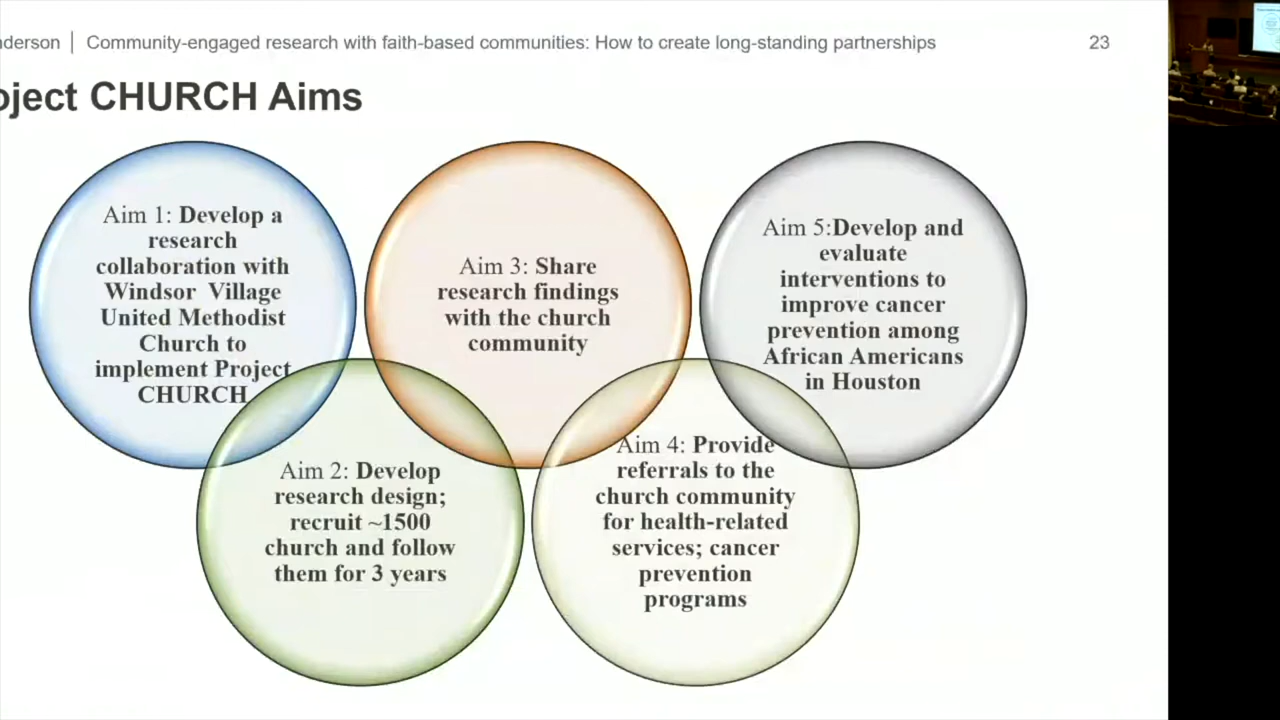 nderson | Community-engaged research with faith-based communities: How to create long-standing partnerships
23
oject CHURCH Aims
Aim 1: Develop a
research
collaboration with
Windsor Village
United Methodist
Church to
implement Project
CHURCH
Aim 2: Develop
research design;
recruit ~1500
church and follow
them for 3 years
Aim 3: Share
research findings
with the church
community
Aim 4: Provide
referrals to the
church community
for health-related
services; cancer
prevention
programs
Aim 5:Develop and
evaluate
interventions to
improve cancer
prevention among
African Americans
in Houston